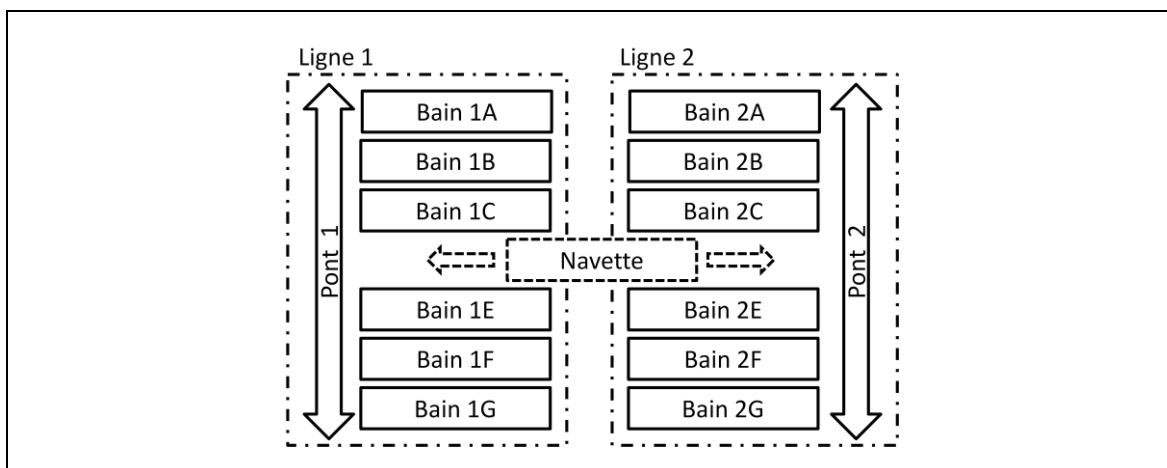 Ligne 1
Ligne 2
Bain 1A
Bain 2A
Bain 1B
Bain 2B
Bain 1C
Bain 2C
Pont 1
Navette
Pont 2
Bain 1E
Bain 2E
Bain 1F
Bain 2F
Bain 1G
Bain 2G